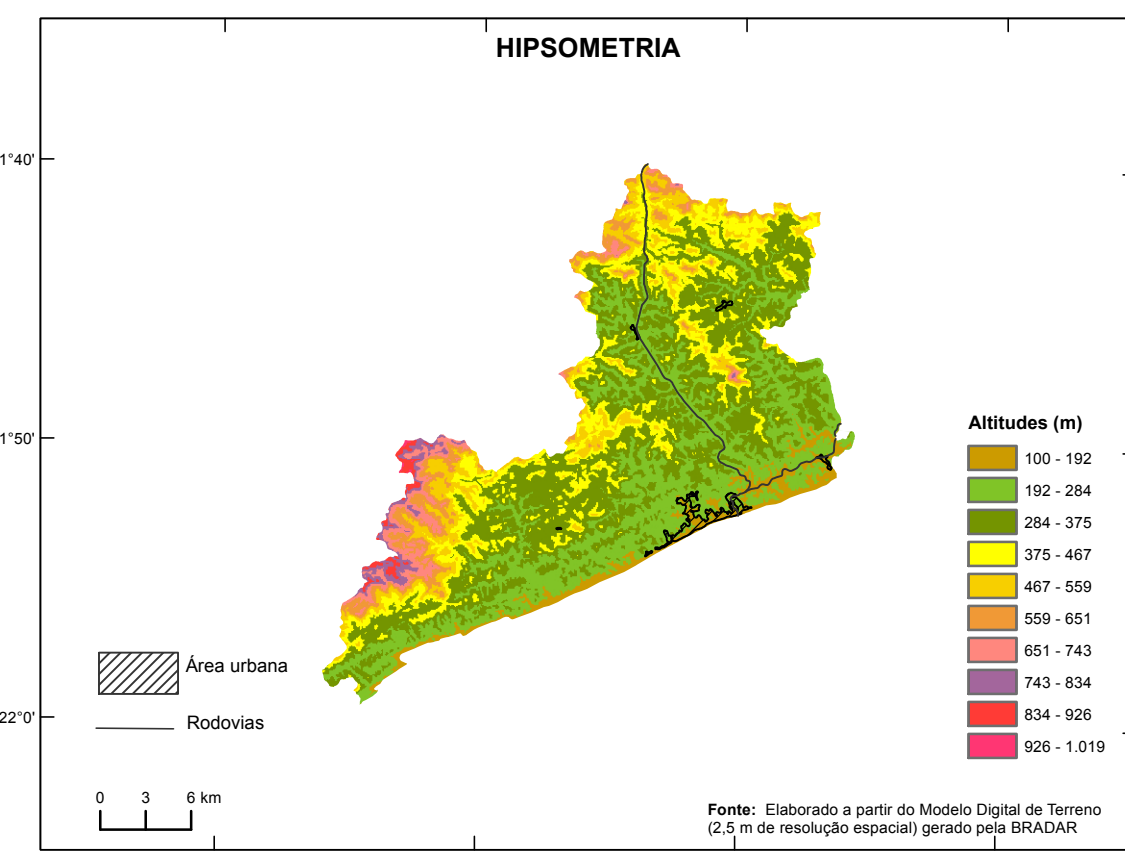 HIPSOMETRIA
1°40'
1°50'
22°0'
Altitudes (m)
100 - 192
192 - 284
284 - 375
375 - 467
467 - 559
559 - 651
651 - 743
743 - 834
834 - 926
926 - 1.019
Área urbana
Rodovias
0 3 6 km
Fonte: Elaborado a partir do Modelo Digital de Terreno
(2,5 m de resolução espacial) gerado pela BRADAR